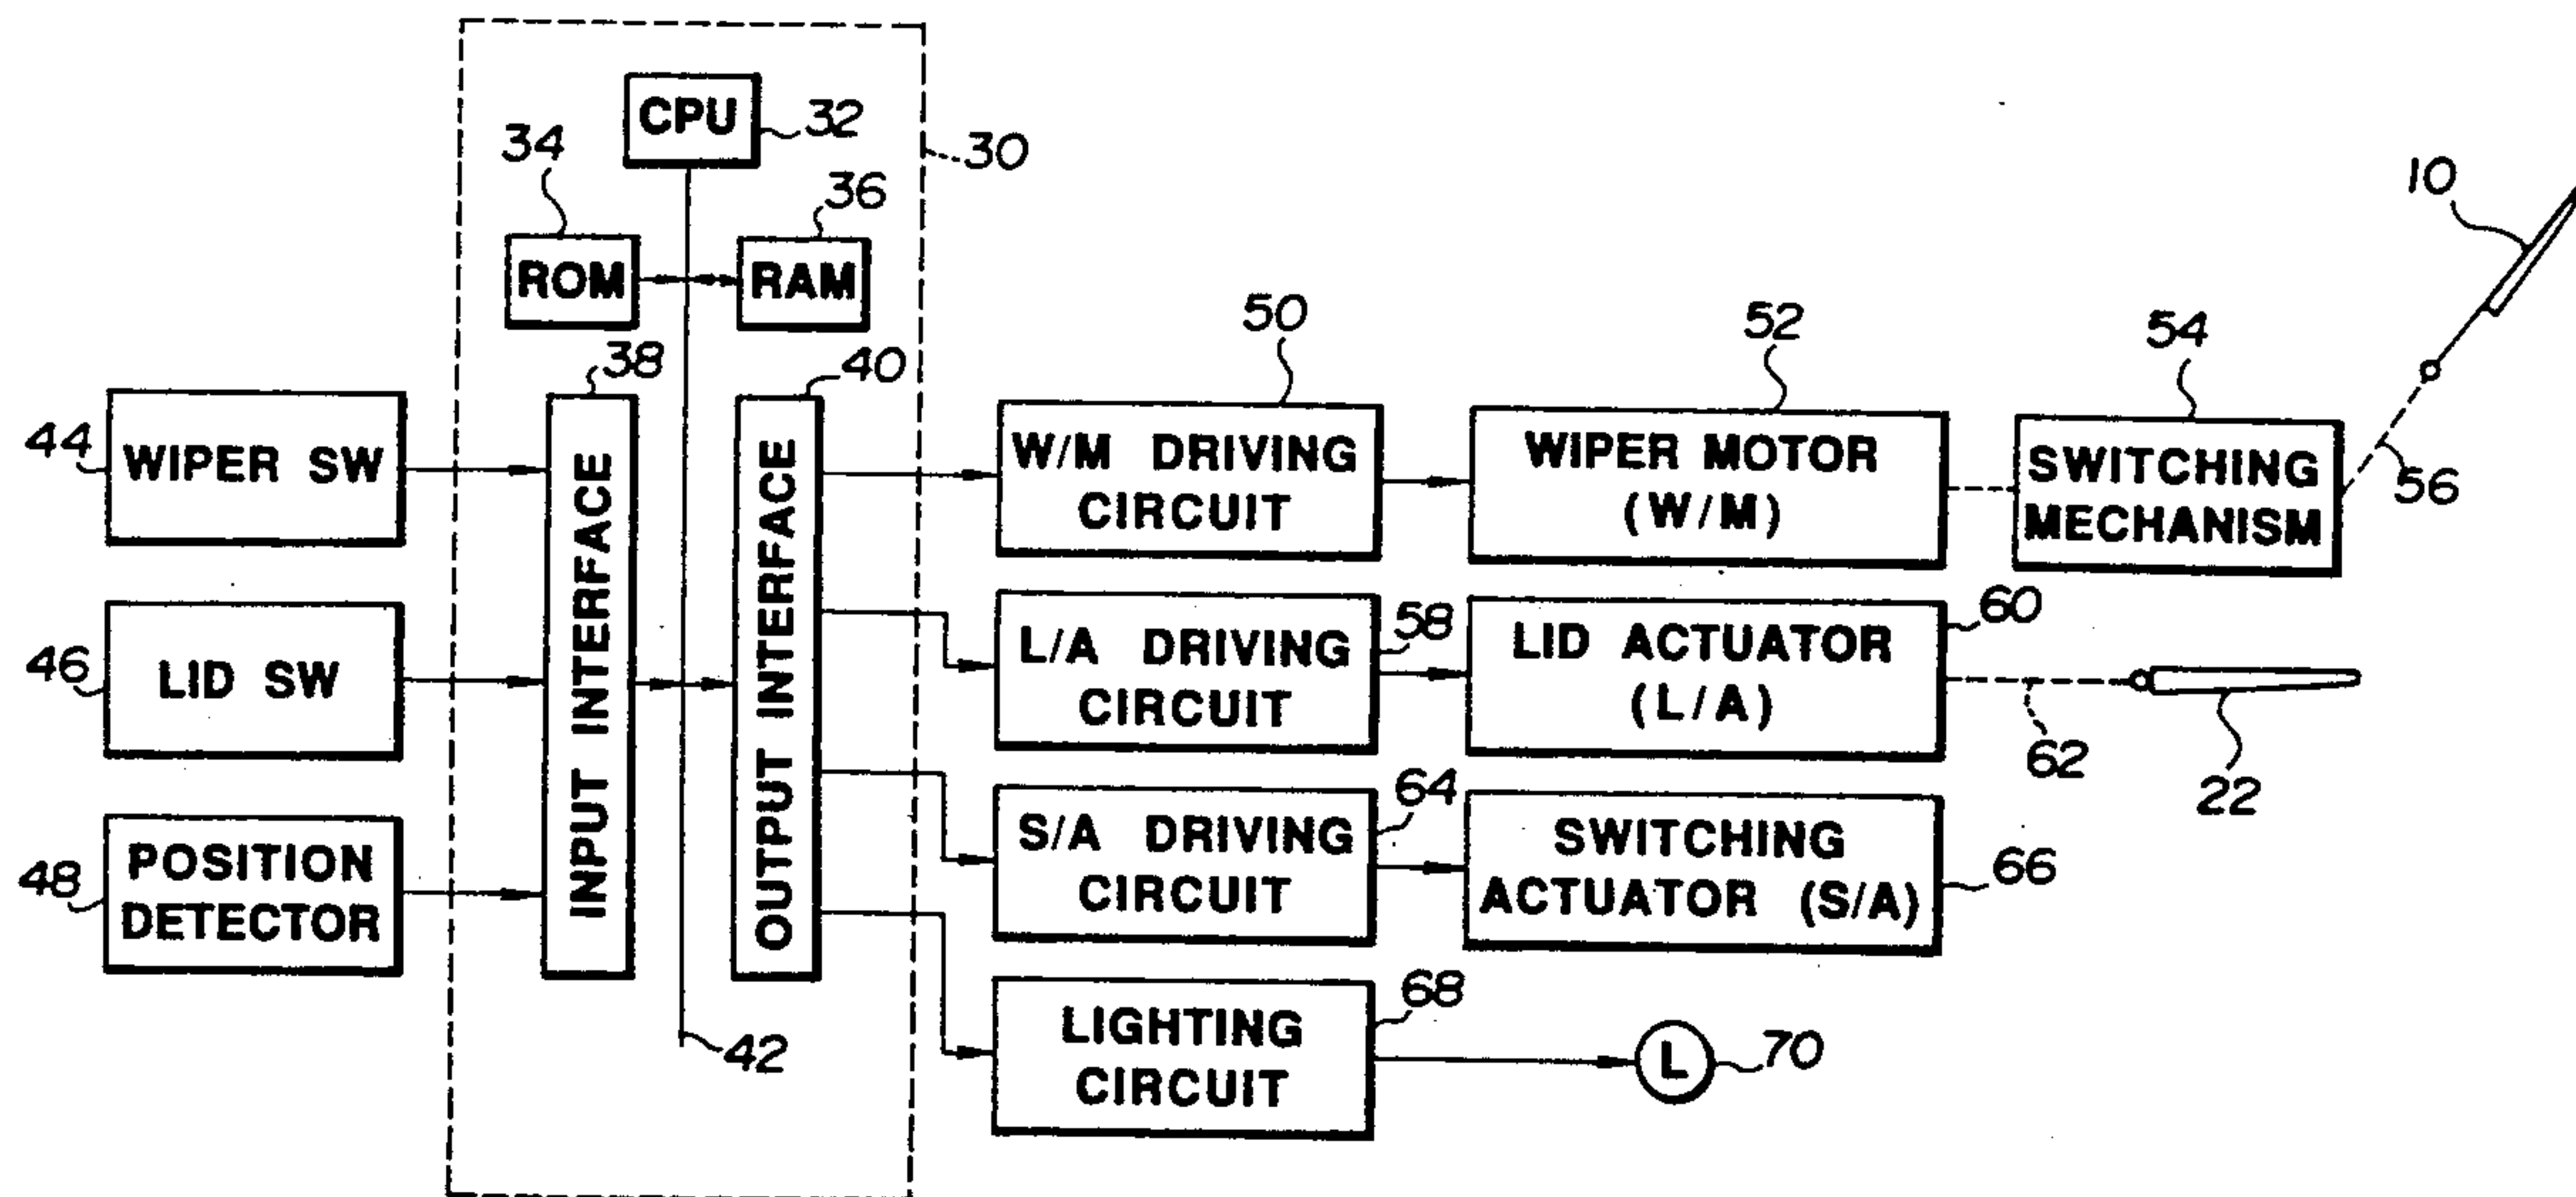 CPU
32
34
30
36
ROM
RAM
10
50
52
54
38
40
44
WIPER SW
INPUT INTERFACE
OUTPUT INTERFACE
W/M DRIVING
CIRCUIT
WIPER MOTOR
(W/M)
SWITCHING
MECHANISM
56
46
LID SW
L/A DRIVING
CIRCUIT
58
LID ACTUATOR
(L/A)
60
62
22
48
POSITION
DETECTOR
S/A DRIVING
CIRCUIT
64
SWITCHING
ACTUATOR (S/A)
66
42
LIGHTING
CIRCUIT
68
L
70